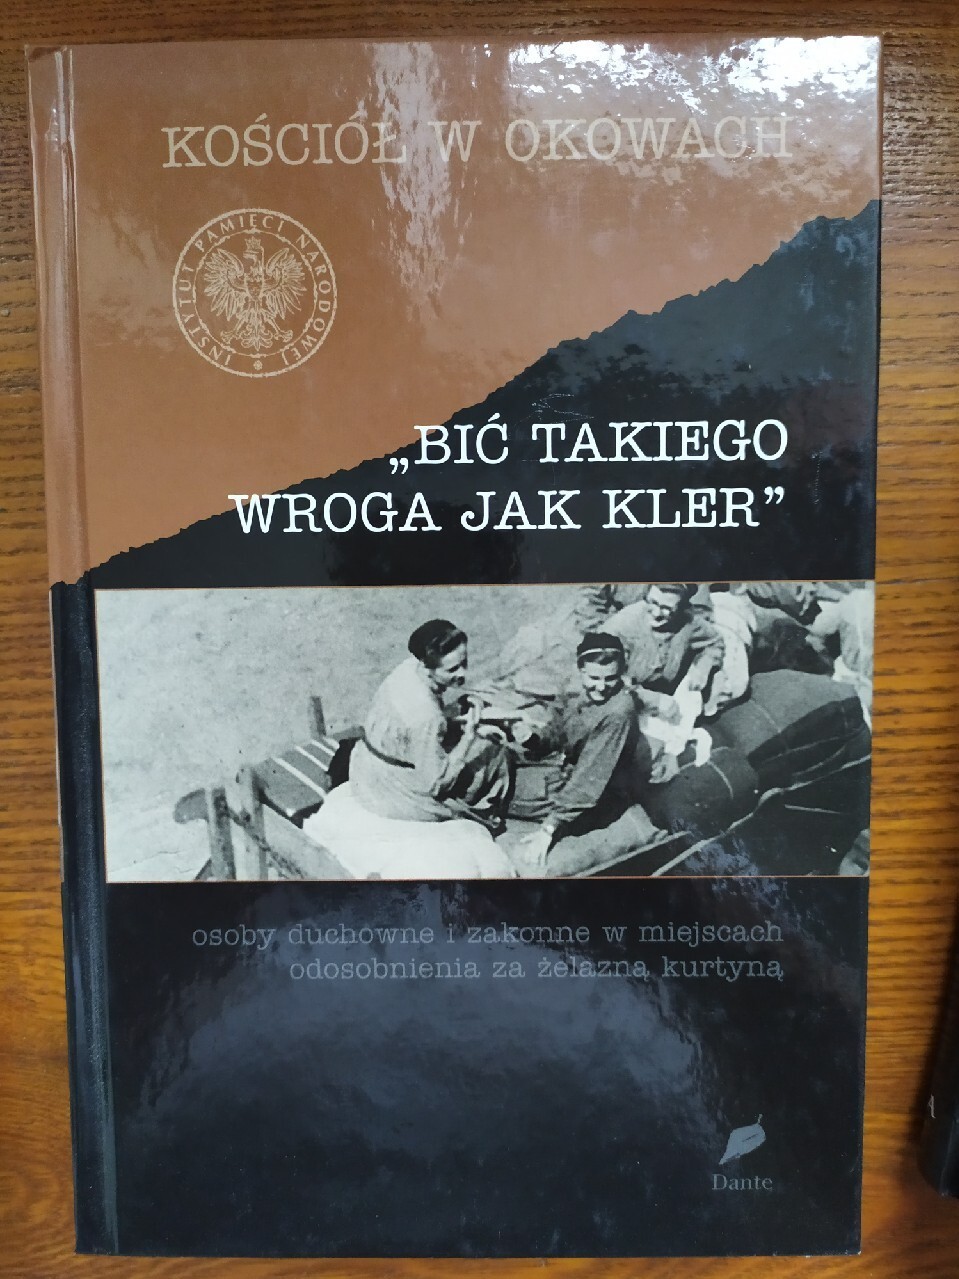 KOŚCIÓŁ W OKOWACH
INSTYTUT PAMIĘCI NARODOWEJ
„BIĆ TAKIEGO
WROGA JAK KLER”
osoby duchowne i zakonne w miejscach
odosobnienia za żelazną kurtyną
Dante